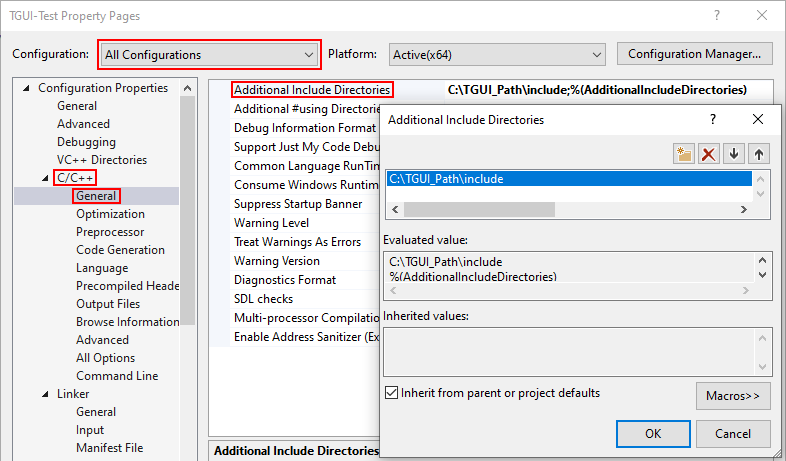 TGUI-Test Property Pages
Configuration: All Configurations Platform: Active(x64) Configuration Manager...
Configuration Properties
General
Advanced
Debugging
VC++ Directories
C/C++
General
Optimization
Preprocessor
Code Generation
Language
Precompiled Heade
Output Files
Browse Information
Advanced
All Options
Command Line
Linker
General
Input
Manifest File
Additional Include Directories C:\TGUI_Path\include;%(AdditionalIncludeDirectories)
Additional #using Directorie
Debug Information Format
Support Just My Code Debu
Common Language RunTim
Consume Windows Runtim
Suppress Startup Banner
Warning Level
Treat Warnings As Errors
Warning Version
Diagnostics Format
SDL checks
Multi-processor Compilatio
Enable Address Sanitizer (Ex
Additional Include Directories
Additional Include Directories
C:\TGUI_Path\include
Evaluated value:
C:\TGUI_Path\include
%(AdditionalIncludeDirectories)
Inherited values:
Inherit from parent or project defaults
Macros>>
OK Cancel